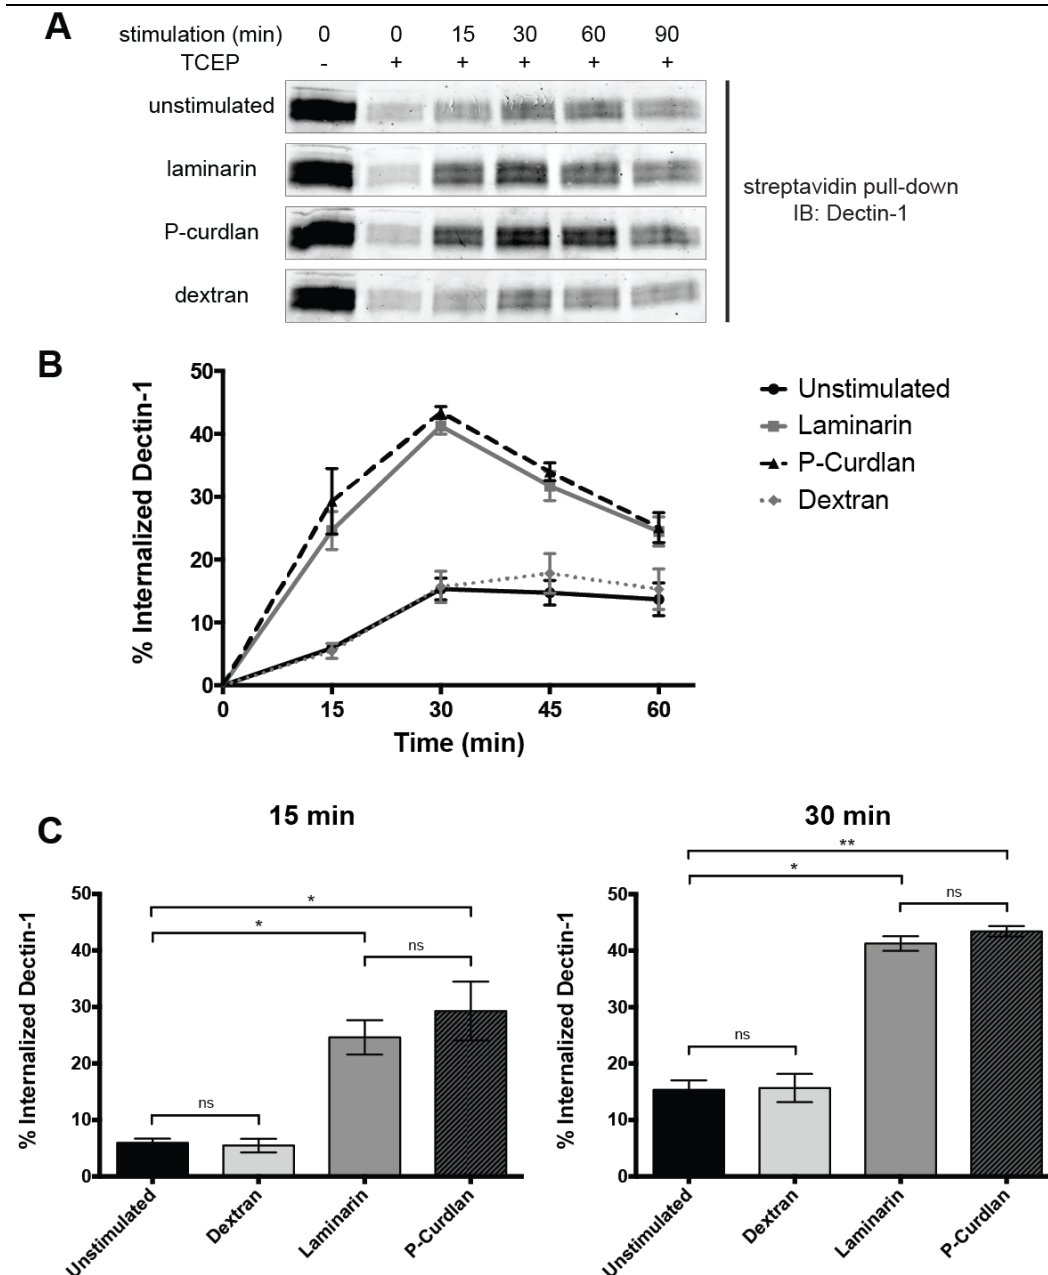 A
stimulation (min) 0 0 15 30 60 90
TCEP - + + + + +
unstimulated
laminarin
P-curdlan
dextran
streptavidin pull-down
IB: Dectin-1
B
% Internalized Dectin-1
50
40
30
20
10
0
0 15 30 45 60
Time (min)
Unstimulated
Laminarin
P-Curdlan
Dextran
C
15 min
% Internalized Dectin-1
50
40
30
20
10
0
*
*
ns
ns
Unstimulated
Dextran
Laminarin
P-Curdlan
30 min
% Internalized Dectin-1
50
40
30
20
10
0
**
*
ns
ns
Unstimulated
Dextran
Laminarin
P-Curdlan